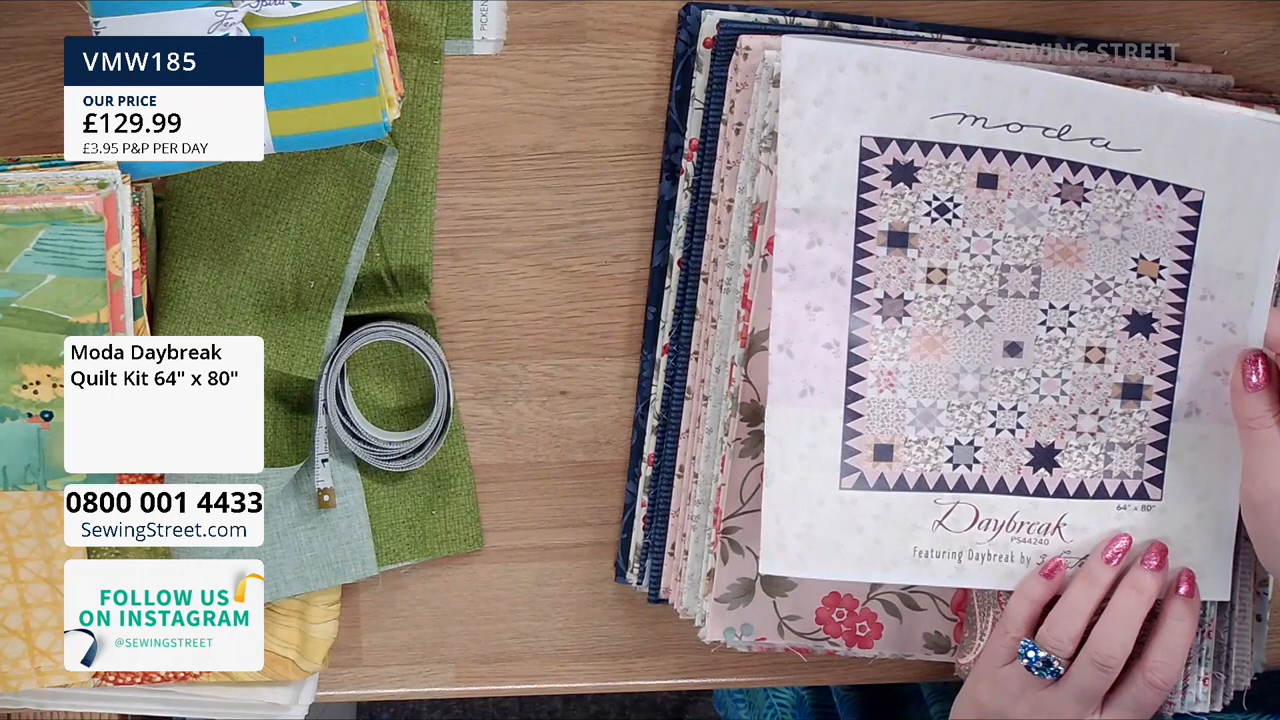 VMW185
OUR PRICE
£129.99
£3.95 P&P PER DAY
Moda Daybreak
Quilt Kit 64" x 80"
0800 001 4433
SewingStreet.com
FOLLOW US
ON INSTAGRAM
@SEWINGSTREET
SEWING STREET
moda
64" x 80"
Daybreak
PS44240
Featuring Daybreak by
1